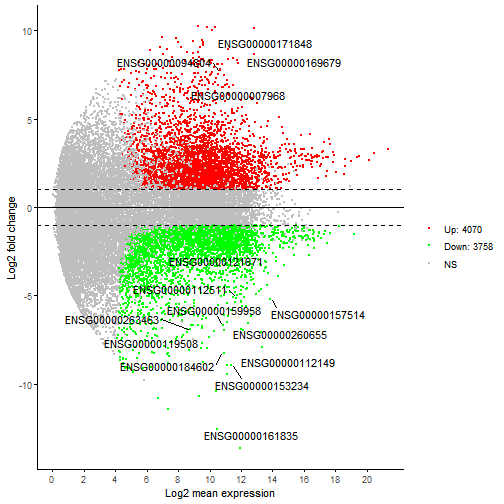 10
5
0
-5
-10
Log2 fold change
ENSG00000171848
ENSG00000094804
ENSG00000169679
ENSG00000007968
ENSG00000121671
ENSG00000112511
ENSG00000159958
ENSG00000157514
ENSG00000263463
ENSG00000260655
ENSG00000119508
ENSG00000112149
ENSG00000184602
ENSG00000153234
ENSG00000161835
0 2 4 6 8 10 12 14 16 18 20
Log2 mean expression
Up: 4070
Down: 3758
NS